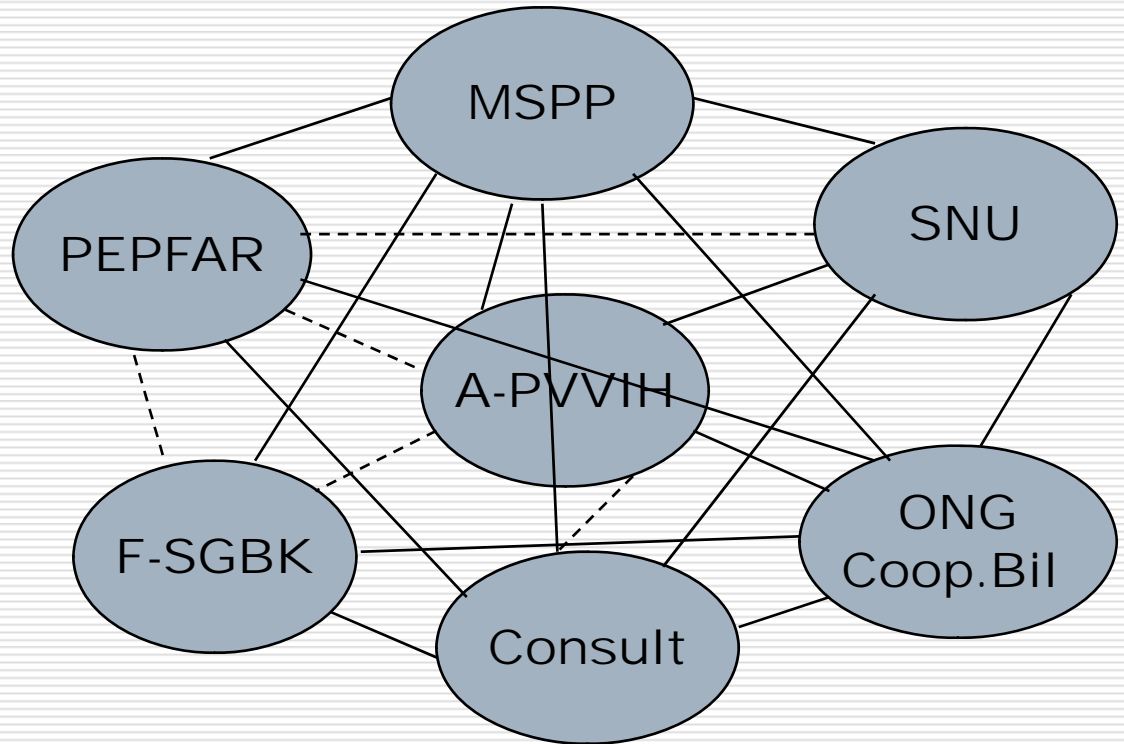 MSPP
SNU
PEPFAR
A-PVVIH
ONG
Coop.Bil
F-SGBK
Consult